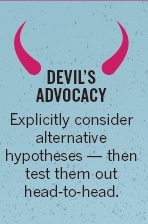 DEVIL'S
ADVOCACY
Explicitly consider
alternative
hypotheses — then
test them out
head-to-head.